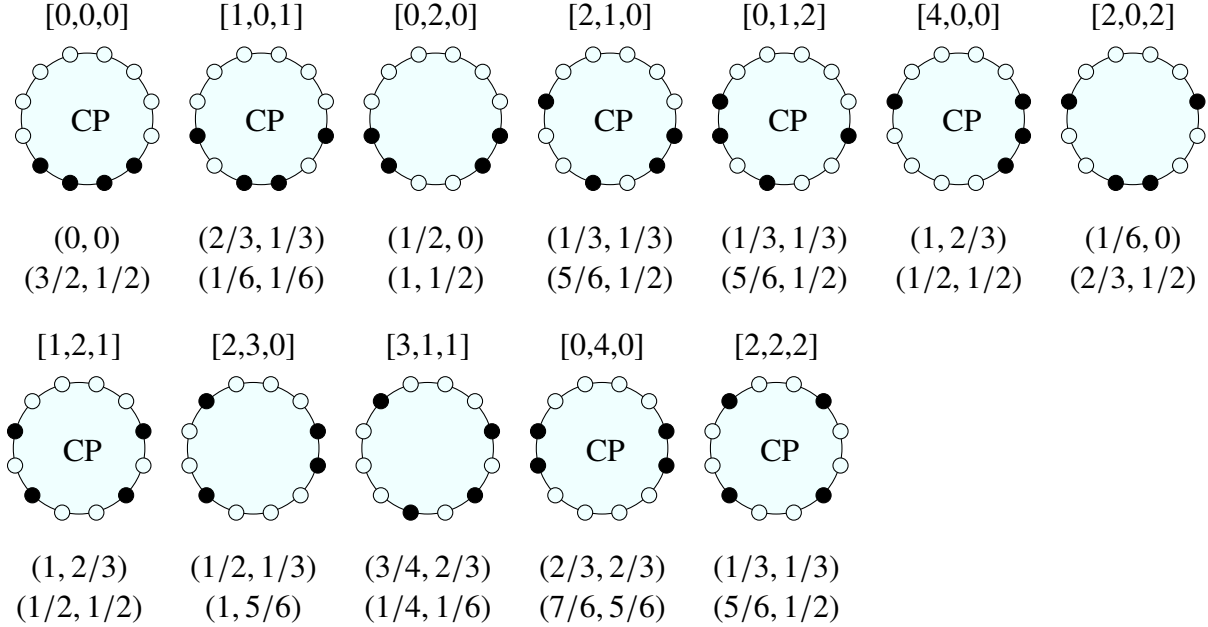 [0,0,0] [1,0,1] [0,2,0] [2,1,0] [0,1,2] [4,0,0] [2,0,2]
CP CP CP CP CP
(0, 0) (2/3, 1/3) (1/2, 0) (1/3, 1/3) (1/3, 1/3) (1, 2/3) (1/6, 0)
(3/2, 1/2) (1/6, 1/6) (1, 1/2) (5/6, 1/2) (5/6, 1/2) (1/2, 1/2) (2/3, 1/2)
[1,2,1] [2,3,0] [3,1,1] [0,4,0] [2,2,2]
CP CP CP
(1, 2/3) (1/2, 1/3) (3/4, 2/3) (2/3, 2/3) (1/3, 1/3)
(1/2, 1/2) (1, 5/6) (1/4, 1/6) (7/6, 5/6) (5/6, 1/2)